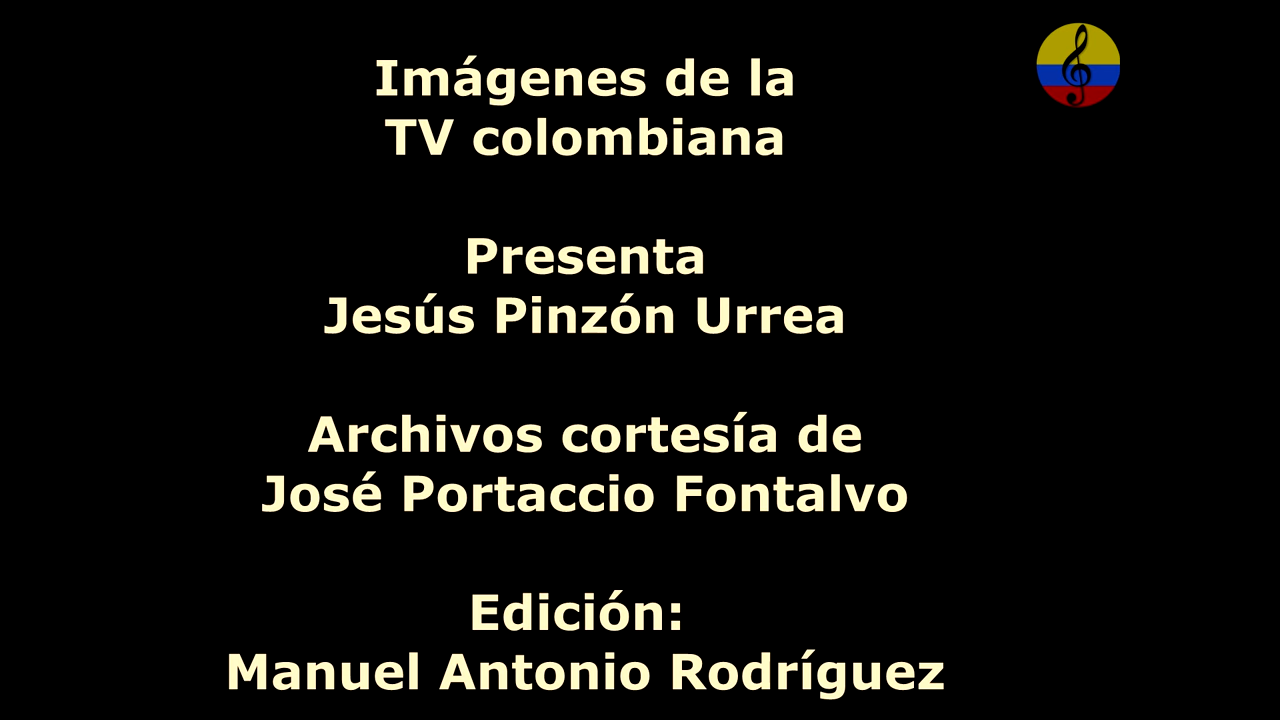 Imágenes de la
TV colombiana
Presenta
Jesús Pinzón Urrea
Archivos cortesía de
José Portaccio Fontalvo
Edición:
Manuel Antonio Rodríguez